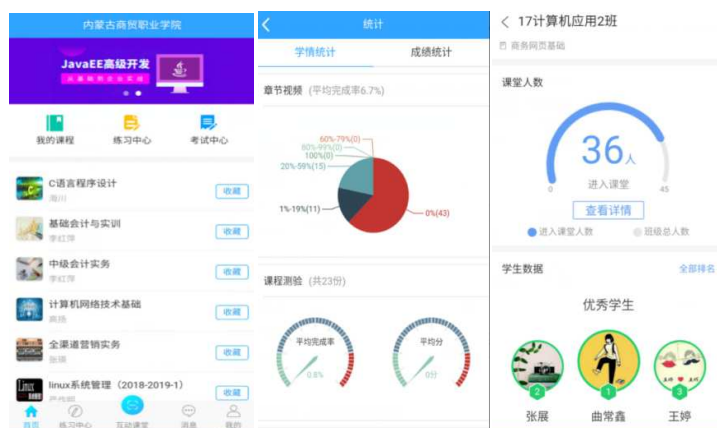 内蒙古商贸职业学院
JavaEE高级开发
我的课程
练习中心
考试中心
C语言程序设计
海川
收藏
基础会计与实训
李红萍
收藏
中级会计实务
李红萍
收藏
计算机网络技术基础
收藏
全渠道营销实务
张瑛
收藏
linux系统管理（2018-2019-1）
收藏
首页
练习中心
互动课堂
消息
我的
统计
学情统计
成绩统计
章节视频 (平均完成率6.7%)
60%-79%(0)
80%-99%(0)
100%(0)
20%-59%(15)
1%-19%(11)
0%(43)
课程测验 (共23份)
平均完成率
0.8%
平均分
0分
17计算机应用2班
商务网页基础
课堂人数
36人
进入课堂
0
45
查看详情
进入课堂人数
班级总人数
学生数据
全部排名
优秀学生
2
1
3
张展
曲常鑫
王婷